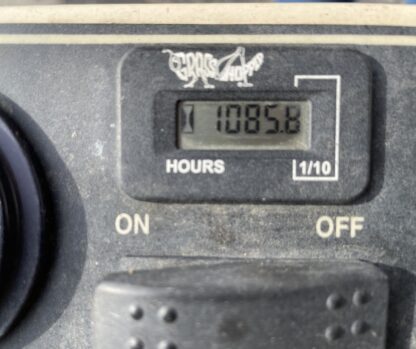 GRASSHOPPER
1085.8
HOURS 1/10
ON OFF